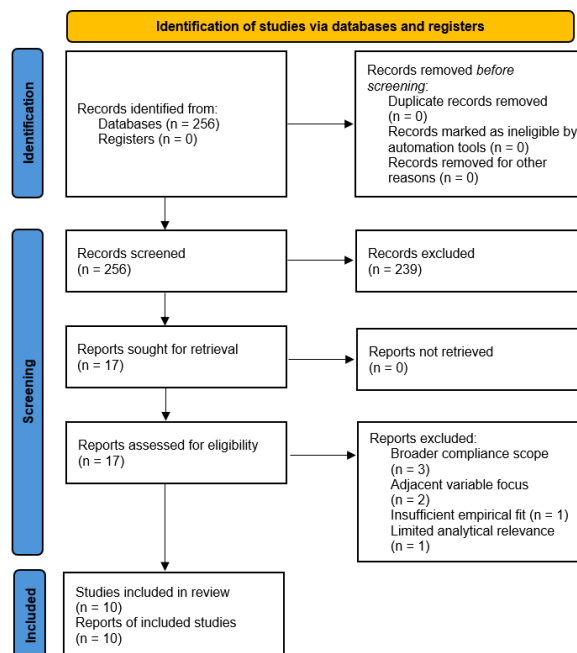 Identification of studies via databases and registers
Identification
Records identified from:
Databases (n = 256)
Registers (n = 0)
Records removed before
screening:
Duplicate records removed
(n = 0)
Records marked as ineligible by
automation tools (n = 0)
Records removed for other
reasons (n = 0)
Screening
Records screened
(n = 256)
Records excluded
(n = 239)
Reports sought for retrieval
(n = 17)
Reports not retrieved
(n = 0)
Reports assessed for eligibility
(n = 17)
Reports excluded:
Broader compliance scope
(n = 3)
Adjacent variable focus
(n = 2)
Insufficient empirical fit (n = 1)
Limited analytical relevance
(n = 1)
Included
Studies included in review
(n = 10)
Reports of included studies
(n = 10)